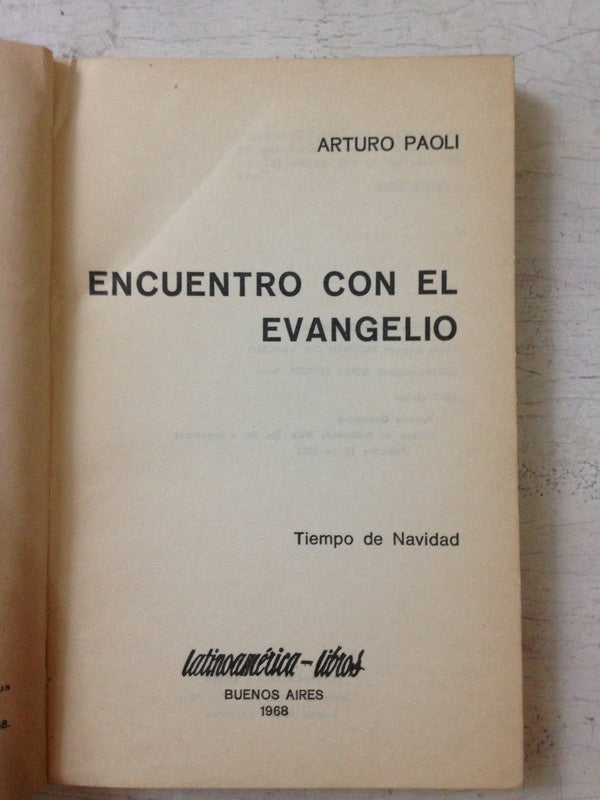 ARTURO PAOLI
ENCUENTRO CON EL
EVANGELIO
Tiempo de Navidad
latinoamérica - libros
BUENOS AIRES
1968